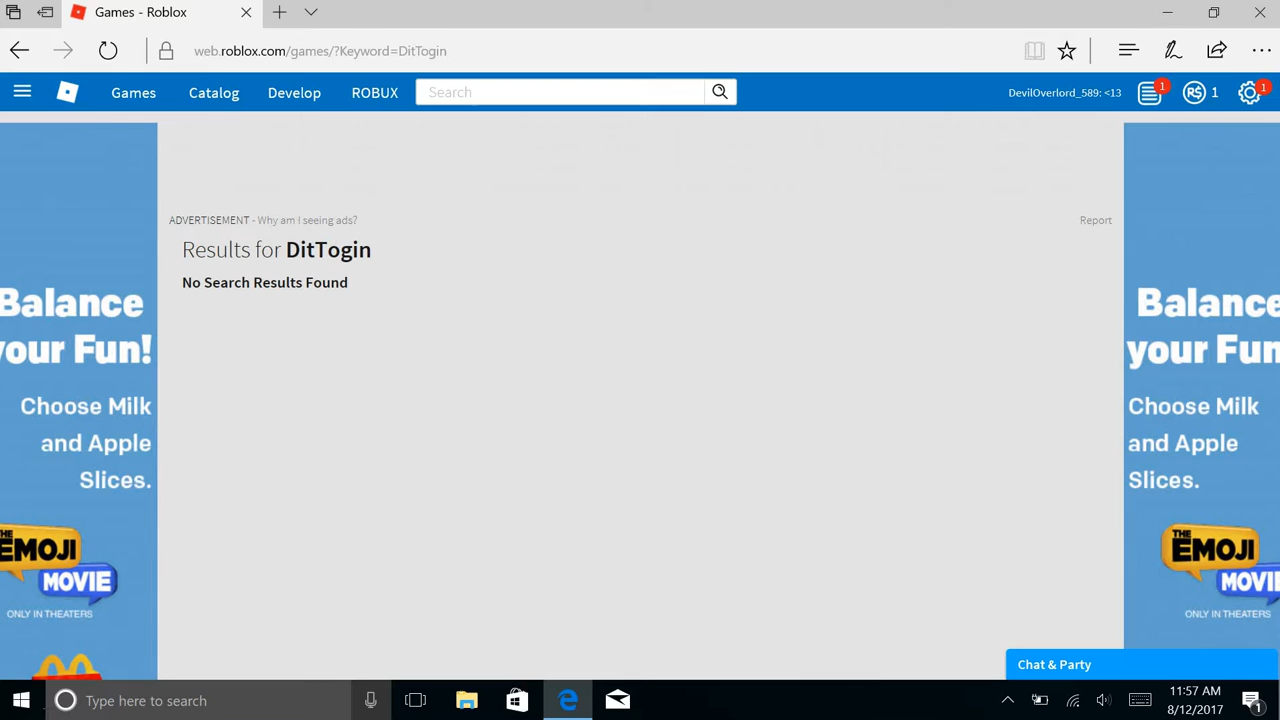 Games - Roblox
web.roblox.com/games/?Keyword=DitTogin
Games
Catalog
Develop
ROBUX
Search
DevilOverlord_589: <13
1
R$ 1
1
ADVERTISEMENT - Why am I seeing ads?
Report
Results for DitTogin
No Search Results Found
Balance
your Fun!
Choose Milk
and Apple
Slices.
THE
EMOJI
MOVIE
ONLY IN THEATERS
Balance
your Fun
Choose Milk
and Apple
Slices.
THE
EMOJI
MOVIE
ONLY IN THEATERS
Chat & Party
Type here to search
11:57 AM
8/12/2017
1